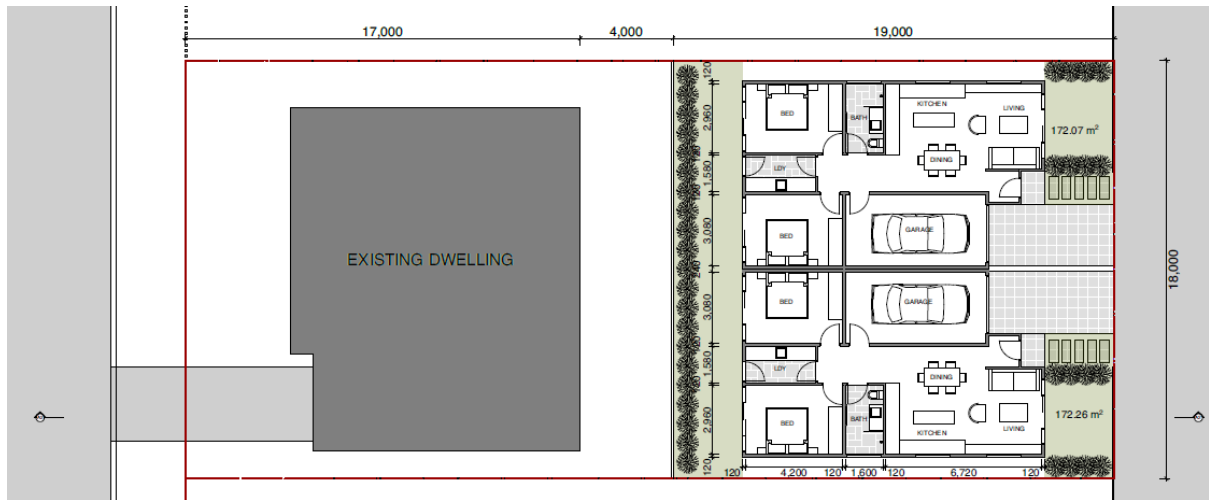 17,000
4,000
19,000
120
2,960
1,580
3,080
3,080
1,580
2,960
120
BED
BATH
KITCHEN
LIVING
172.07 m²
DINING
LDY
BED
GARAGE
EXISTING DWELLING
18,000
BED
GARAGE
LDY
DINING
BED
BATH
KITCHEN
LIVING
172.26 m²
120
4,200
120
1,600
120
6,720
120